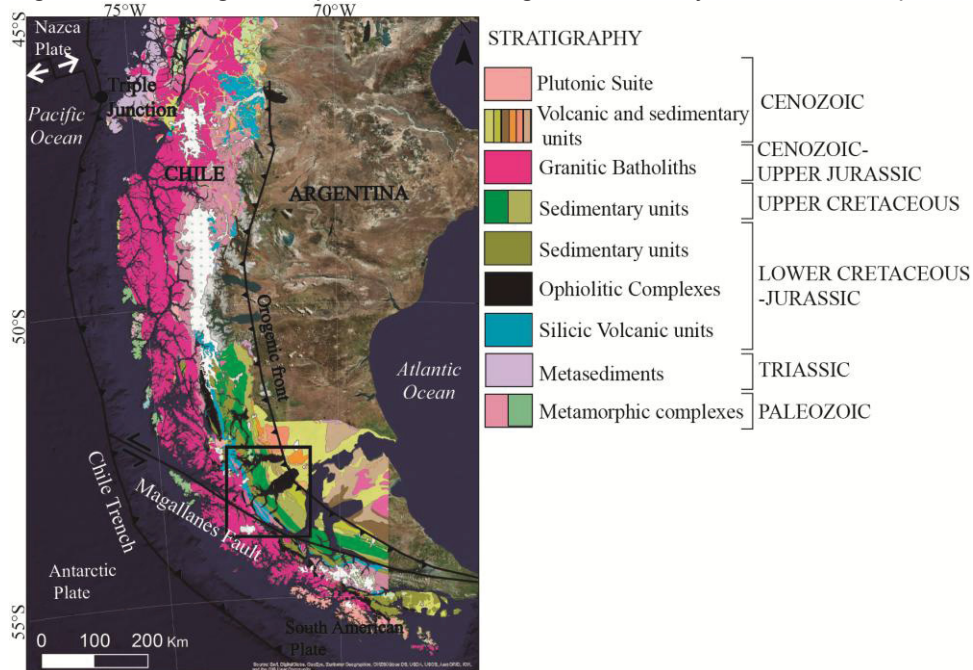 75°W
70°W
45°S
Nazca
Plate
Triple
Junction
Pacific
Ocean
CHILE
ARGENTINA
50°S
Orogenic front
Atlantic
Ocean
Chile Trench
Magallanes Fault
Antarctic
Plate
55°S
South American
Plate
0 100 200 Km
STRATIGRAPHY
Plutonic Suite
Volcanic and sedimentary
units
CENOZOIC
Granitic Batholiths
CENOZOIC-
UPPER JURASSIC
Sedimentary units
UPPER CRETACEOUS
Sedimentary units
Ophiolitic Complexes
Silicic Volcanic units
LOWER CRETACEOUS
-JURASSIC
Metasediments
TRIASSIC
Metamorphic complexes
PALEOZOIC